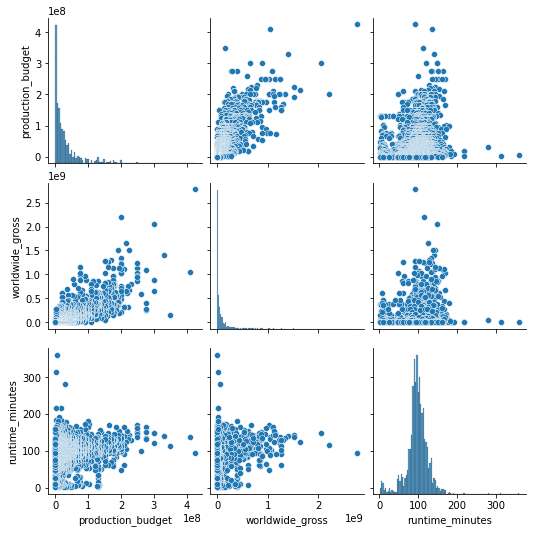 1e8
production_budget
4
3
2
1
0
1e9
worldwide_gross
2.5
2.0
1.5
1.0
0.5
0.0
runtime_minutes
300
200
100
0
0 1 2 3 4
1e8
production_budget
0 1 2
1e9
worldwide_gross
100 200 300
runtime_minutes